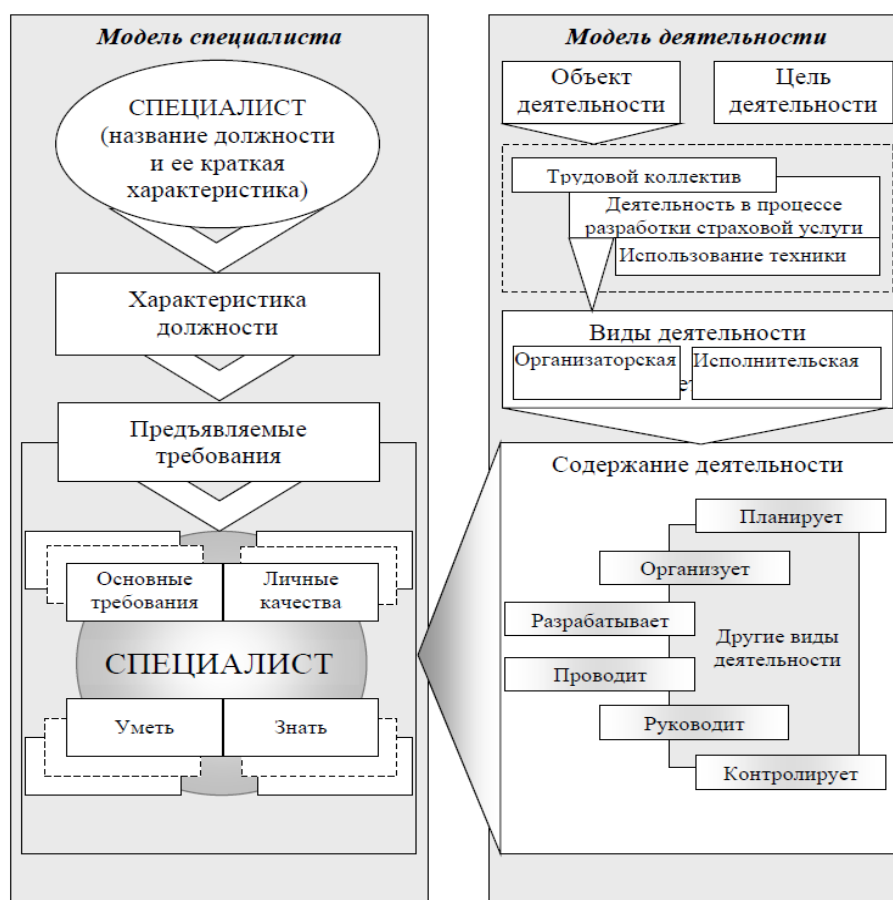 Модель специалиста
СПЕЦИАЛИСТ
(название должности
и ее краткая
характеристика)
Характеристика
должности
Предъявляемые
требования
Основные
требования
Личные
качества
СПЕЦИАЛИСТ
Уметь
Знать
Модель деятельности
Объект
деятельности
Цель
деятельности
Трудовой коллектив
Деятельность в процессе
разработки страховой услуги
Использование техники
Виды деятельности
Организаторская
Исполнительская
Содержание деятельности
Планирует
Организует
Разрабатывает
Проводит
Руководит
Контролирует
Другие виды
деятельности